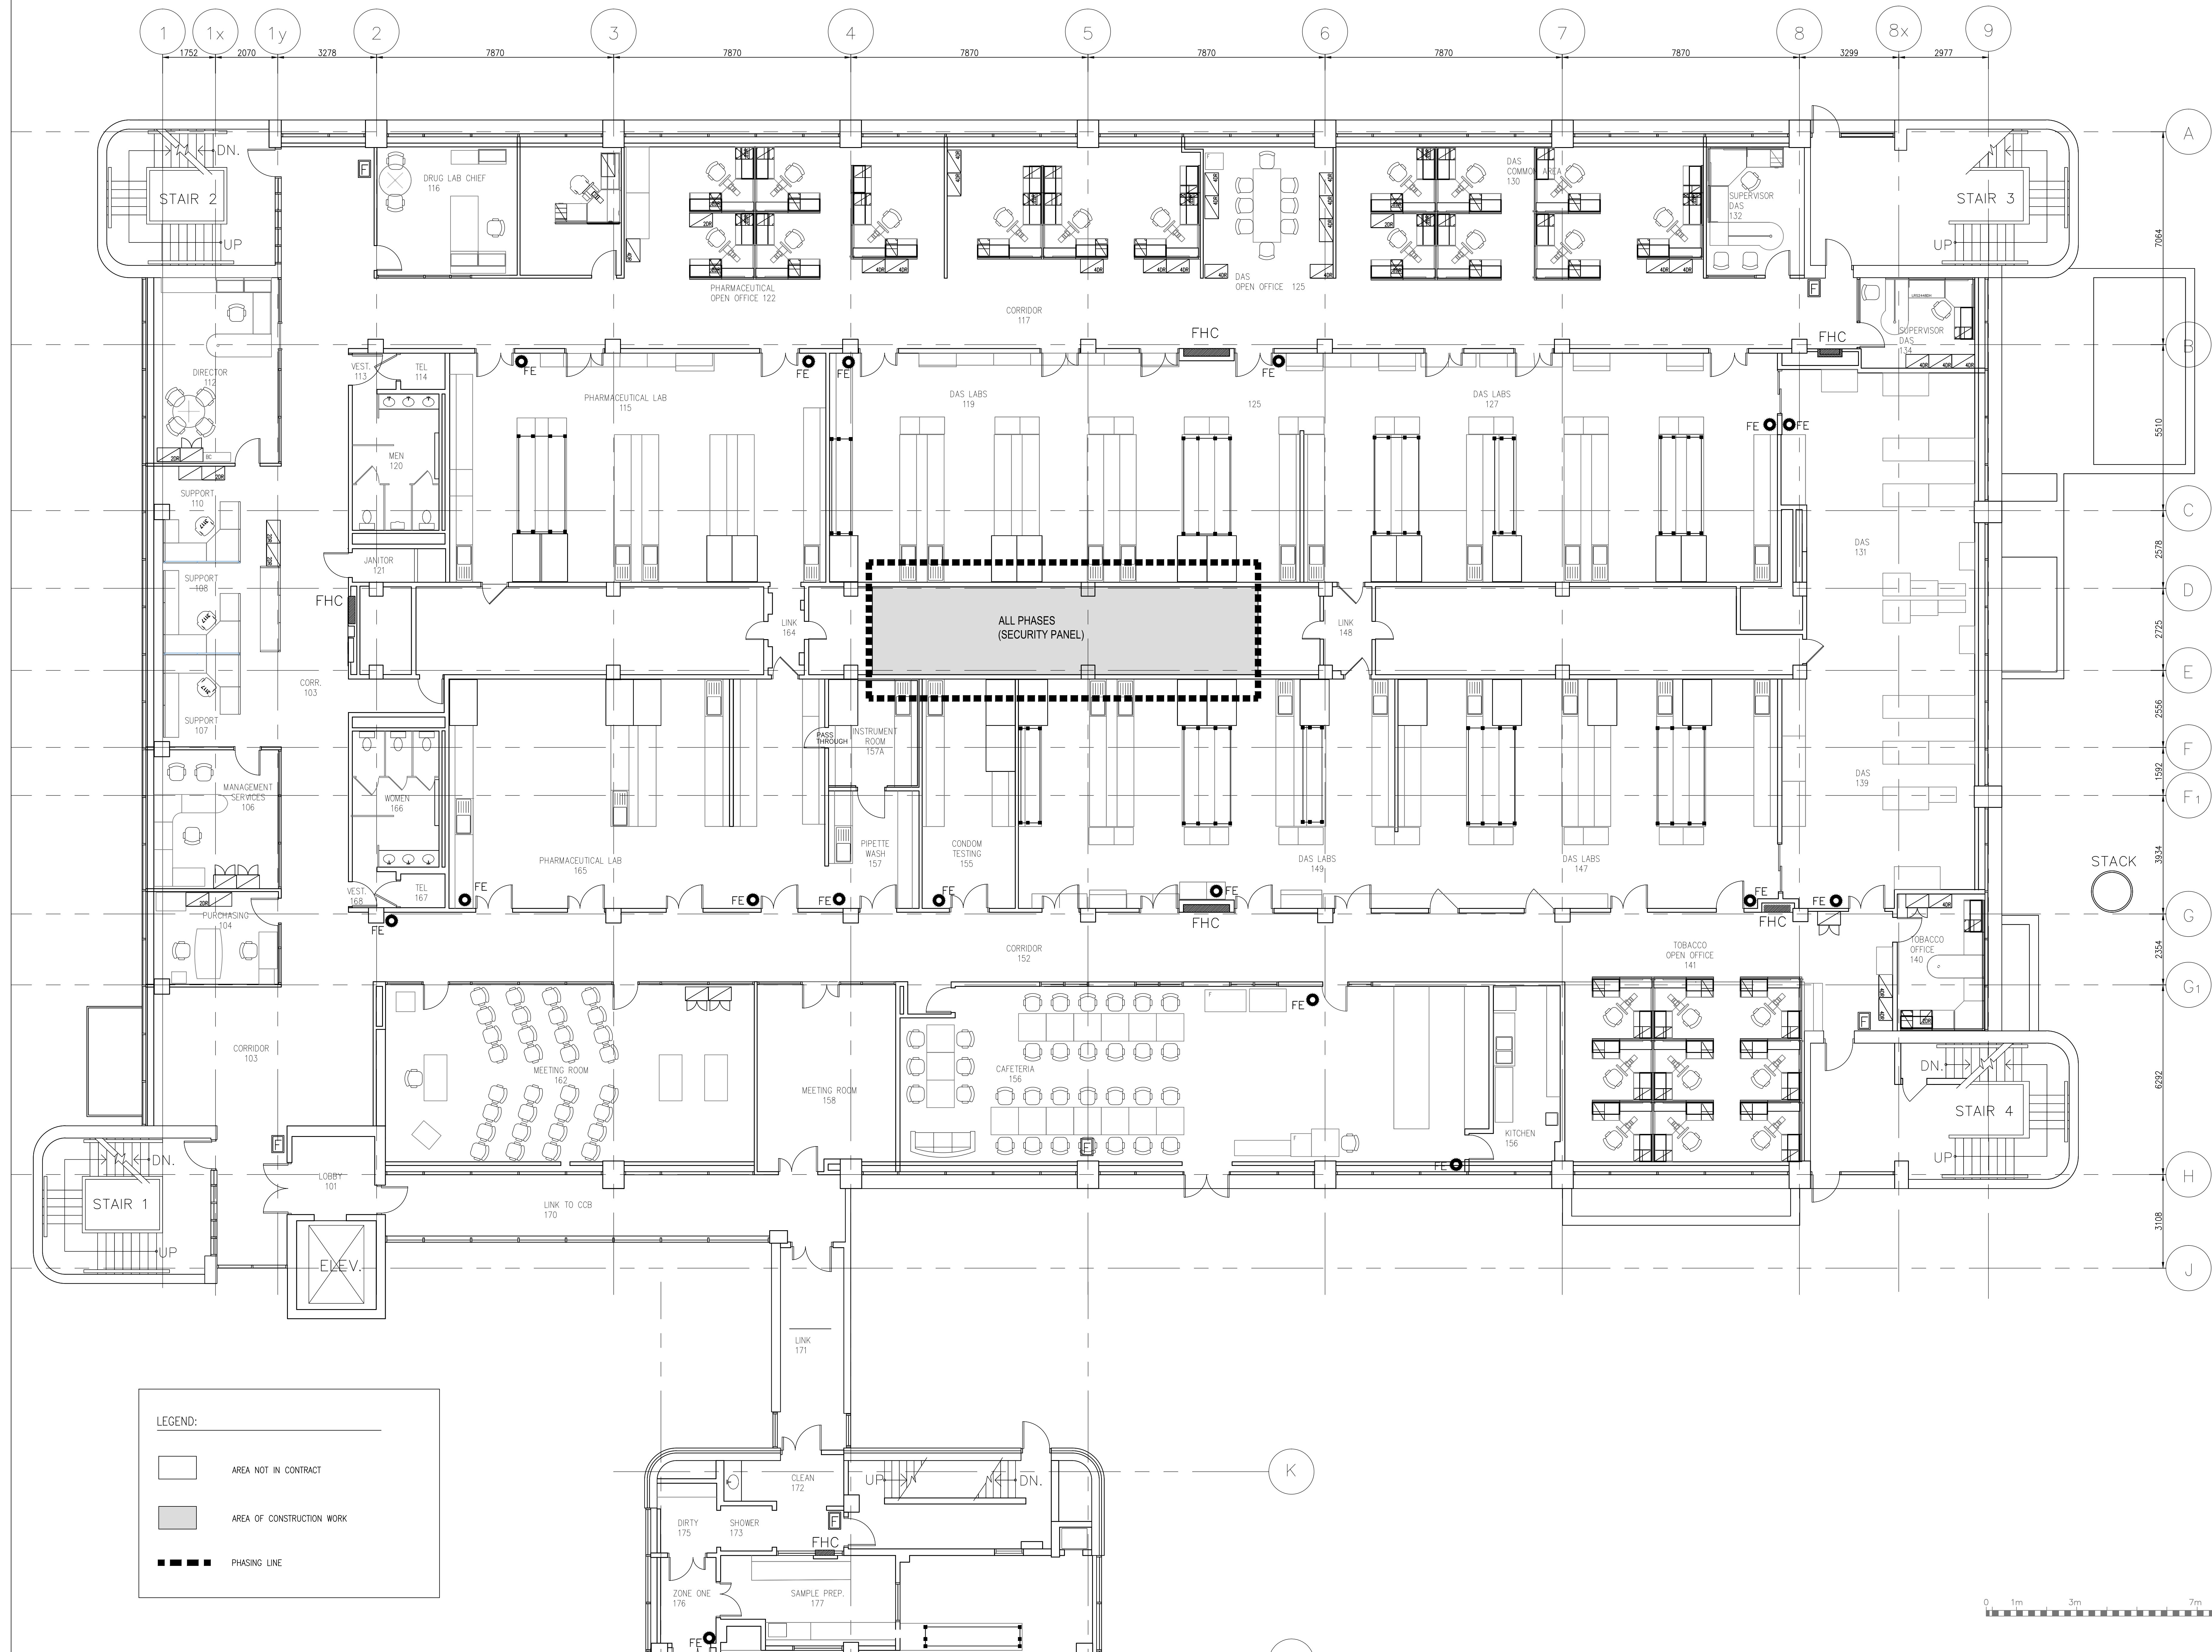 1 1x 1y 2 3 4 5 6 7 8 8x 9
1752 2070 3278 7870 7870 7870 7870 7870 7870 3299 2977
A
B
C
D
E
F
F1
G
G1
H
J
K
7064
5510
2578
2725
2556
1592
3934
2354
6292
3108
STAIR 2
DN.
UP
F
DRUG LAB CHIEF
116
PHARMACEUTICAL
OPEN OFFICE 122
CORRIDOR
117
DAS
OPEN OFFICE 125
DAS
COMMON AREA
130
SUPERVISOR
DAS
132
STAIR 3
UP
F
FHC
FHC
SUPERVISOR
DAS
134
DIRECTOR
112
BC
2DR
2DR
VEST.
113
TEL
114
MEN
120
FE
FE
FE
FE
FE
FE
PHARMACEUTICAL LAB
115
DAS LABS
119
125
DAS LABS
127
SUPPORT
110
SUPPORT
108
SUPPORT
107
JANITOR
121
FHC
CORR.
103
LINK
164
ALL PHASES
(SECURITY PANEL)
LINK
148
DAS
131
DAS
139
MANAGEMENT
SERVICES
106
PURCHASING
104
2DR
WOMEN
166
VEST.
168
TEL
167
FE
PHARMACEUTICAL LAB
165
PASS
THROUGH
INSTRUMENT
ROOM
157A
PIPETTE
WASH
157
CONDOM
TESTING
155
DAS LABS
149
DAS LABS
147
FE
FE
FE
FE
FE
FE
FE
FHC
FHC
STACK
CORRIDOR
152
TOBACCO
OPEN OFFICE
141
TOBACCO
OFFICE
140
4DR
F
CORRIDOR
103
MEETING ROOM
162
MEETING ROOM
158
CAFETERIA
156
F
FE
F
F
FE
KITCHEN
156
STAIR 4
DN.
UP
STAIR 1
DN.
UP
F
LOBBY
101
ELEV.
LINK TO CCB
170
LINK
171
CLEAN
172
UP
DN.
DIRTY
175
SHOWER
173
F
FHC
ZONE ONE
176
SAMPLE PREP.
177
FE
LEGEND:
AREA NOT IN CONTRACT
AREA OF CONSTRUCTION WORK
PHASING LINE
0 1m 3m 7m